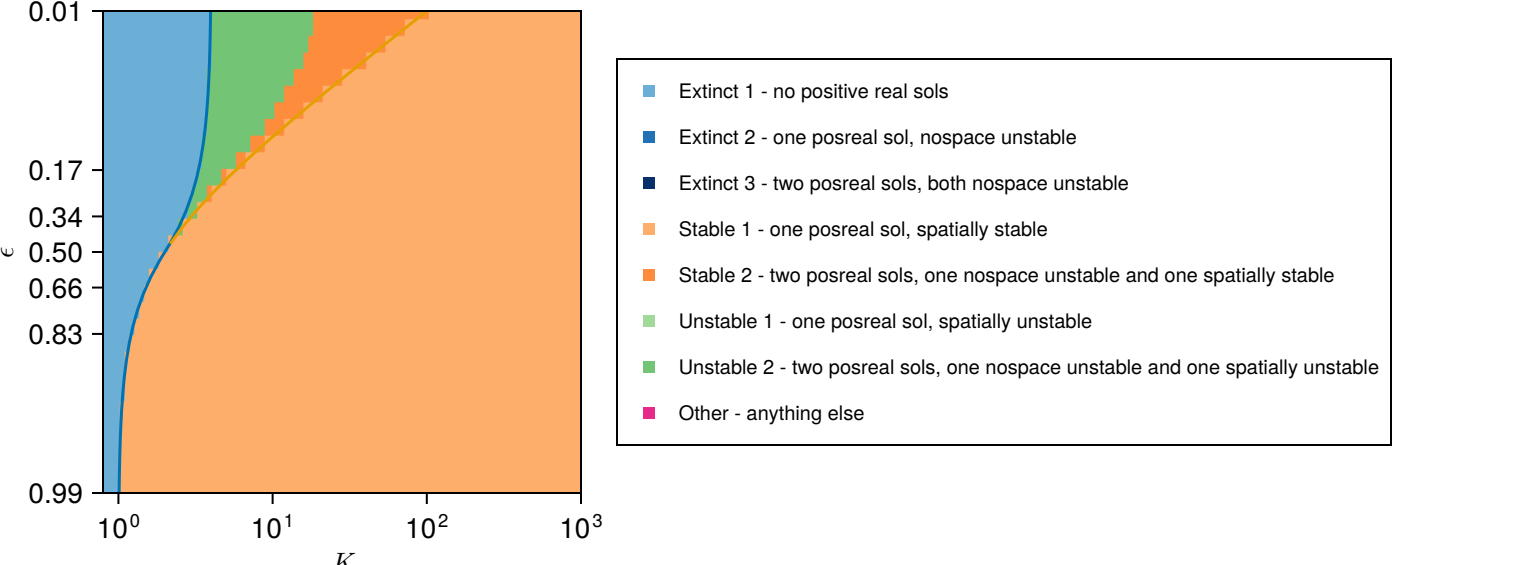 0.01
0.17
0.34
0.50
0.66
0.83
0.99
ϵ
10⁰ 10¹ 10² 10³
K
Extinct 1 - no positive real sols
Extinct 2 - one posreal sol, nospace unstable
Extinct 3 - two posreal sols, both nospace unstable
Stable 1 - one posreal sol, spatially stable
Stable 2 - two posreal sols, one nospace unstable and one spatially stable
Unstable 1 - one posreal sol, spatially unstable
Unstable 2 - two posreal sols, one nospace unstable and one spatially unstable
Other - anything else